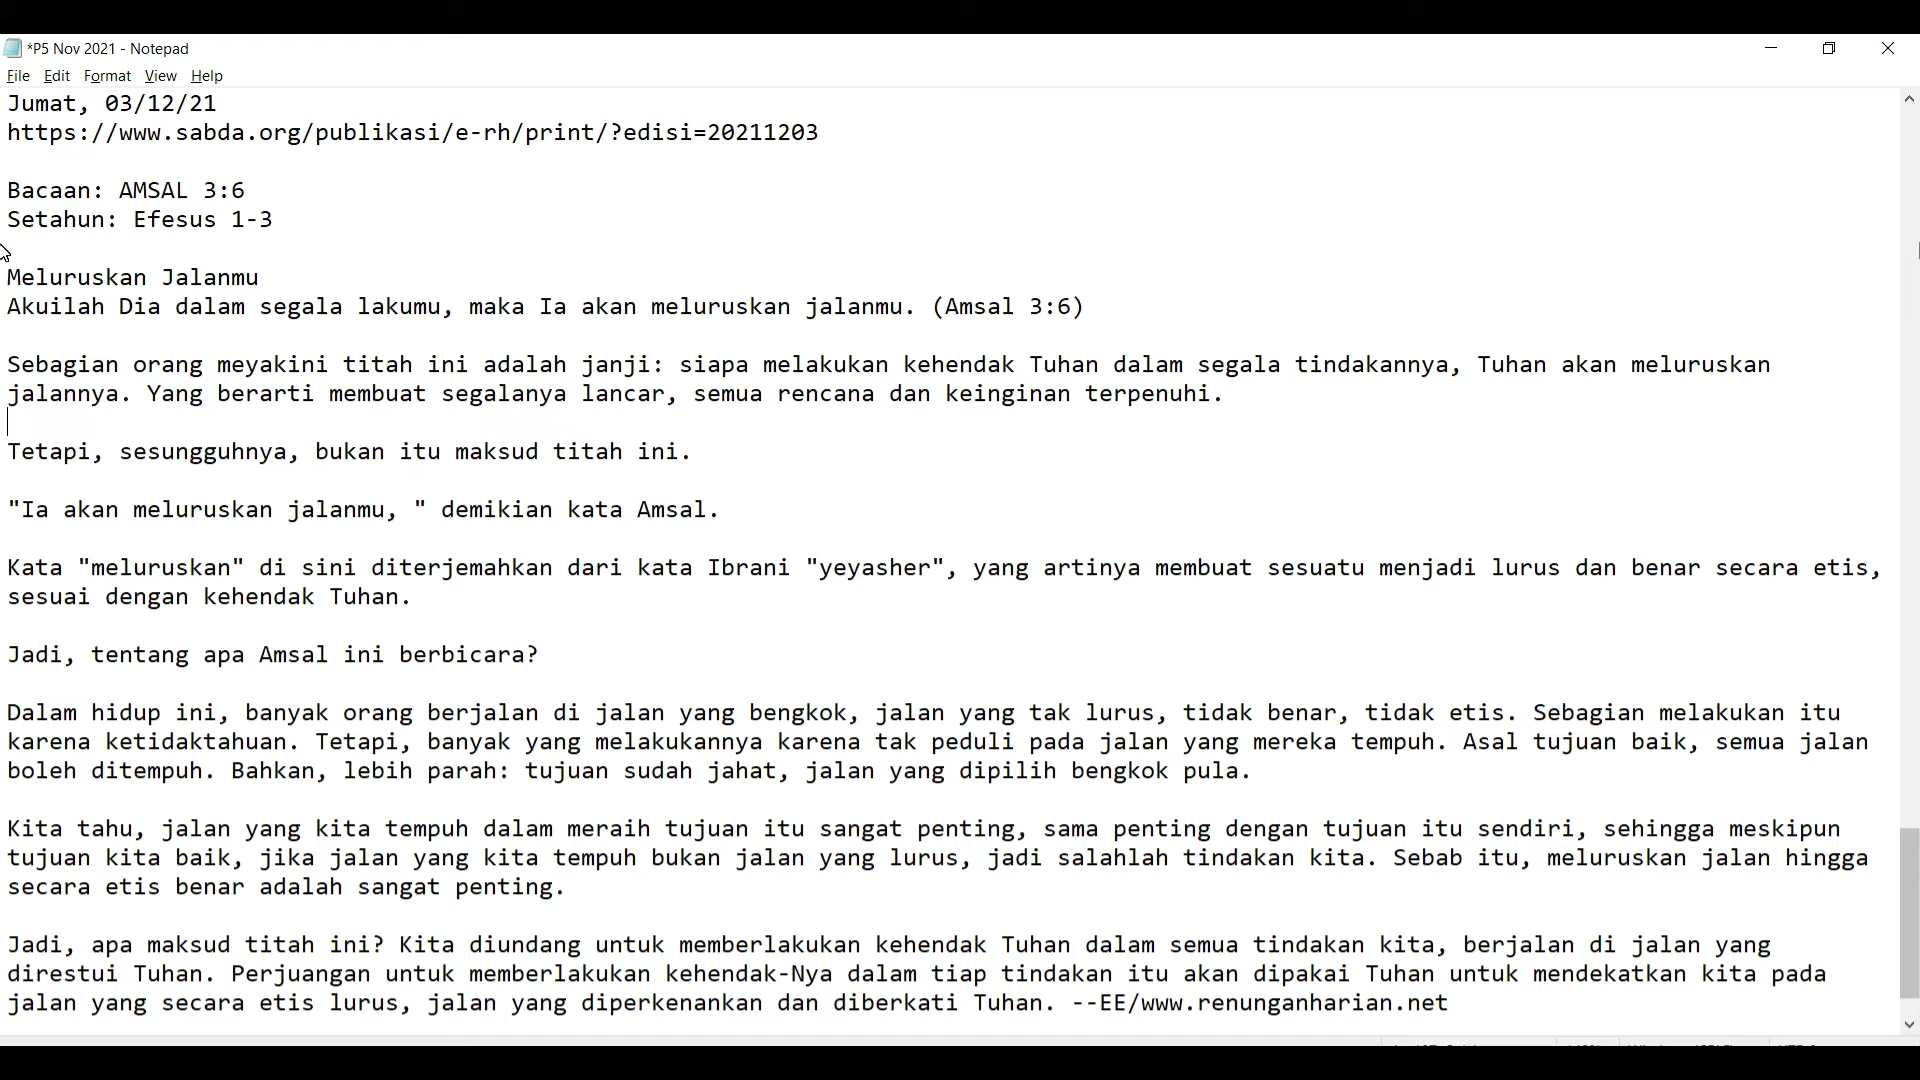 *P5 Nov 2021 - Notepad
File Edit Format View Help
Jumat, 03/12/21
https://www.sabda.org/publikasi/e-rh/print/?edisi=20211203
Bacaan: AMSAL 3:6
Setahun: Efesus 1-3
Meluruskan Jalanmu
Akuilah Dia dalam segala lakumu, maka Ia akan meluruskan jalanmu. (Amsal 3:6)
Sebagian orang meyakini titah ini adalah janji: siapa melakukan kehendak Tuhan dalam segala tindakannya, Tuhan akan meluruskan
jalannya. Yang berarti membuat segalanya lancar, semua rencana dan keinginan terpenuhi.
Tetapi, sesungguhnya, bukan itu maksud titah ini.
"Ia akan meluruskan jalanmu, " demikian kata Amsal.
Kata "meluruskan" di sini diterjemahkan dari kata Ibrani "yeyasher", yang artinya membuat sesuatu menjadi lurus dan benar secara etis,
sesuai dengan kehendak Tuhan.
Jadi, tentang apa Amsal ini berbicara?
Dalam hidup ini, banyak orang berjalan di jalan yang bengkok, jalan yang tak lurus, tidak benar, tidak etis. Sebagian melakukan itu
karena ketidaktahuan. Tetapi, banyak yang melakukannya karena tak peduli pada jalan yang mereka tempuh. Asal tujuan baik, semua jalan
boleh ditempuh. Bahkan, lebih parah: tujuan sudah jahat, jalan yang dipilih bengkok pula.
Kita tahu, jalan yang kita tempuh dalam meraih tujuan itu sangat penting, sama penting dengan tujuan itu sendiri, sehingga meskipun
tujuan kita baik, jika jalan yang kita tempuh bukan jalan yang lurus, jadi salahlah tindakan kita. Sebab itu, meluruskan jalan hingga
secara etis benar adalah sangat penting.
Jadi, apa maksud titah ini? Kita diundang untuk memberlakukan kehendak Tuhan dalam semua tindakan kita, berjalan di jalan yang
direstui Tuhan. Perjuangan untuk memberlakukan kehendak-Nya dalam tiap tindakan itu akan dipakai Tuhan untuk mendekatkan kita pada
jalan yang secara etis lurus, jalan yang diperkenankan dan diberkati Tuhan. --EE/www.renunganharian.net